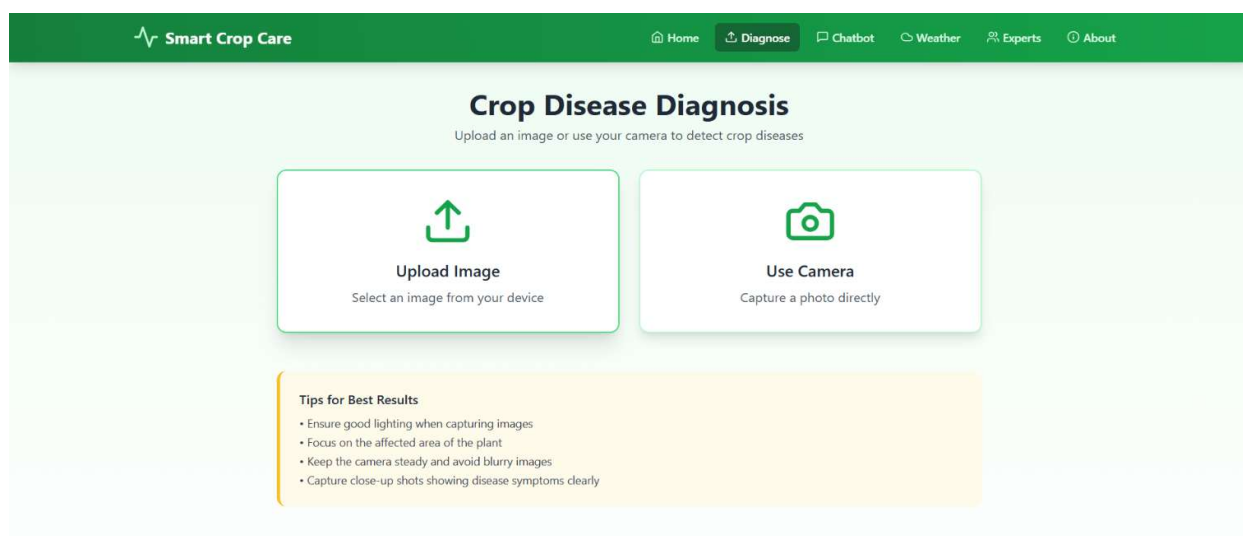 Smart Crop Care
Home Diagnose Chatbot Weather Experts About
Crop Disease Diagnosis
Upload an image or use your camera to detect crop diseases
Upload Image
Select an image from your device
Use Camera
Capture a photo directly
Tips for Best Results
• Ensure good lighting when capturing images
• Focus on the affected area of the plant
• Keep the camera steady and avoid blurry images
• Capture close-up shots showing disease symptoms clearly